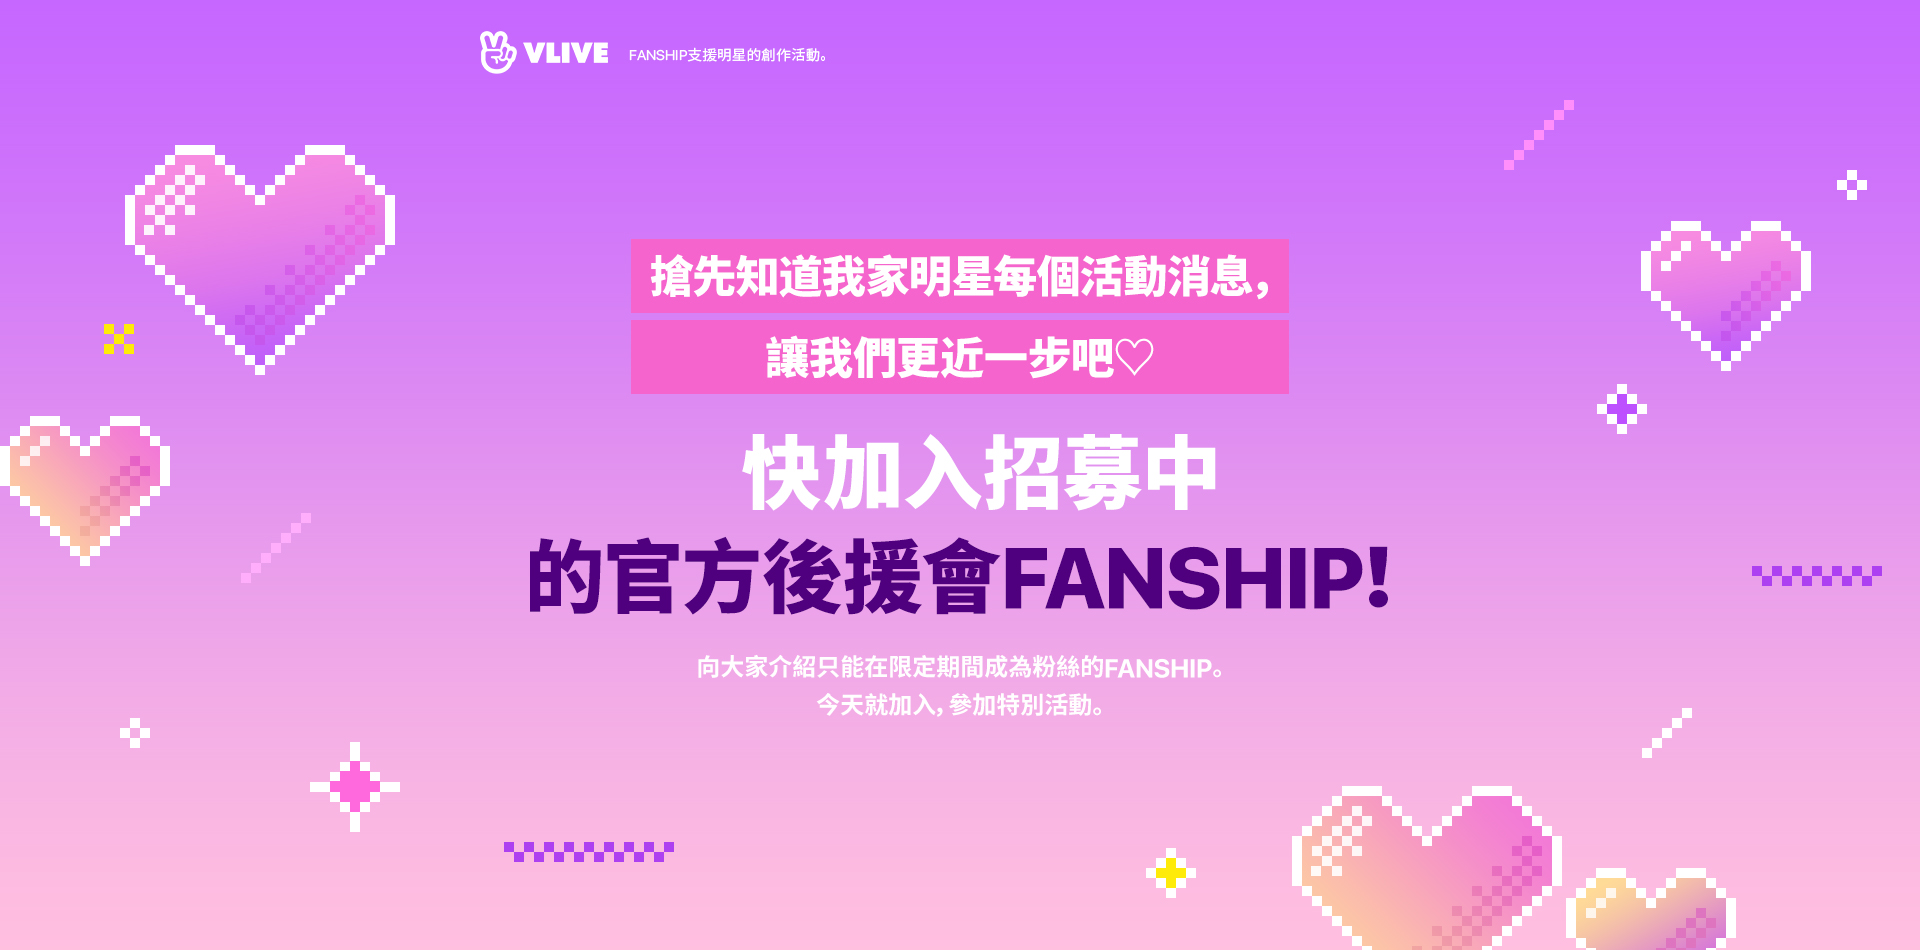 VLIVE FANSHIP支援明星的創作活動。
搶先知道我家明星每個活動消息，
讓我們更近一步吧♡
快加入招募中
的官方後援會FANSHIP!
向大家介紹只能在限定期間成為粉絲的FANSHIP。
今天就加入，參加特別活動。